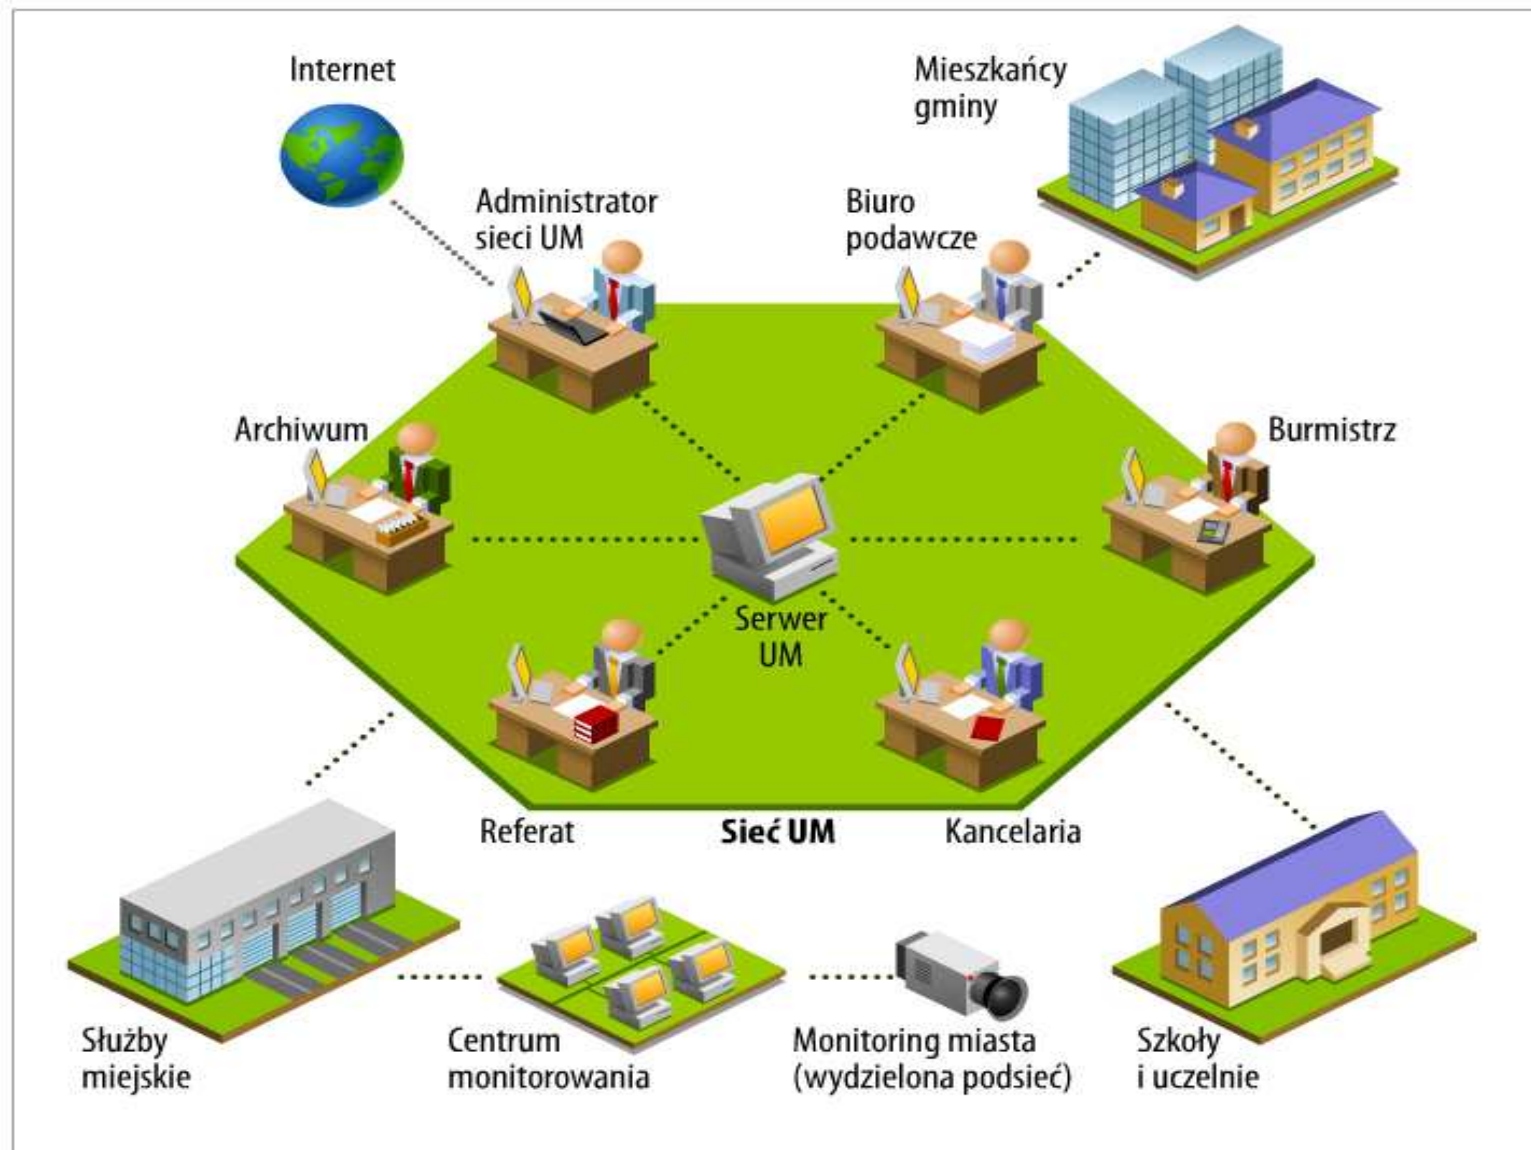 Internet
Mieszkańcy
gminy
Administrator
sieci UM
Biuro
podawcze
Archiwum
Burmistrz
Serwer
UM
Referat
Sieć UM
Kancelaria
Służby
miejskie
Centrum
monitorowania
Monitoring miasta
(wydzielona podsieć)
Szkoły
i uczelnie